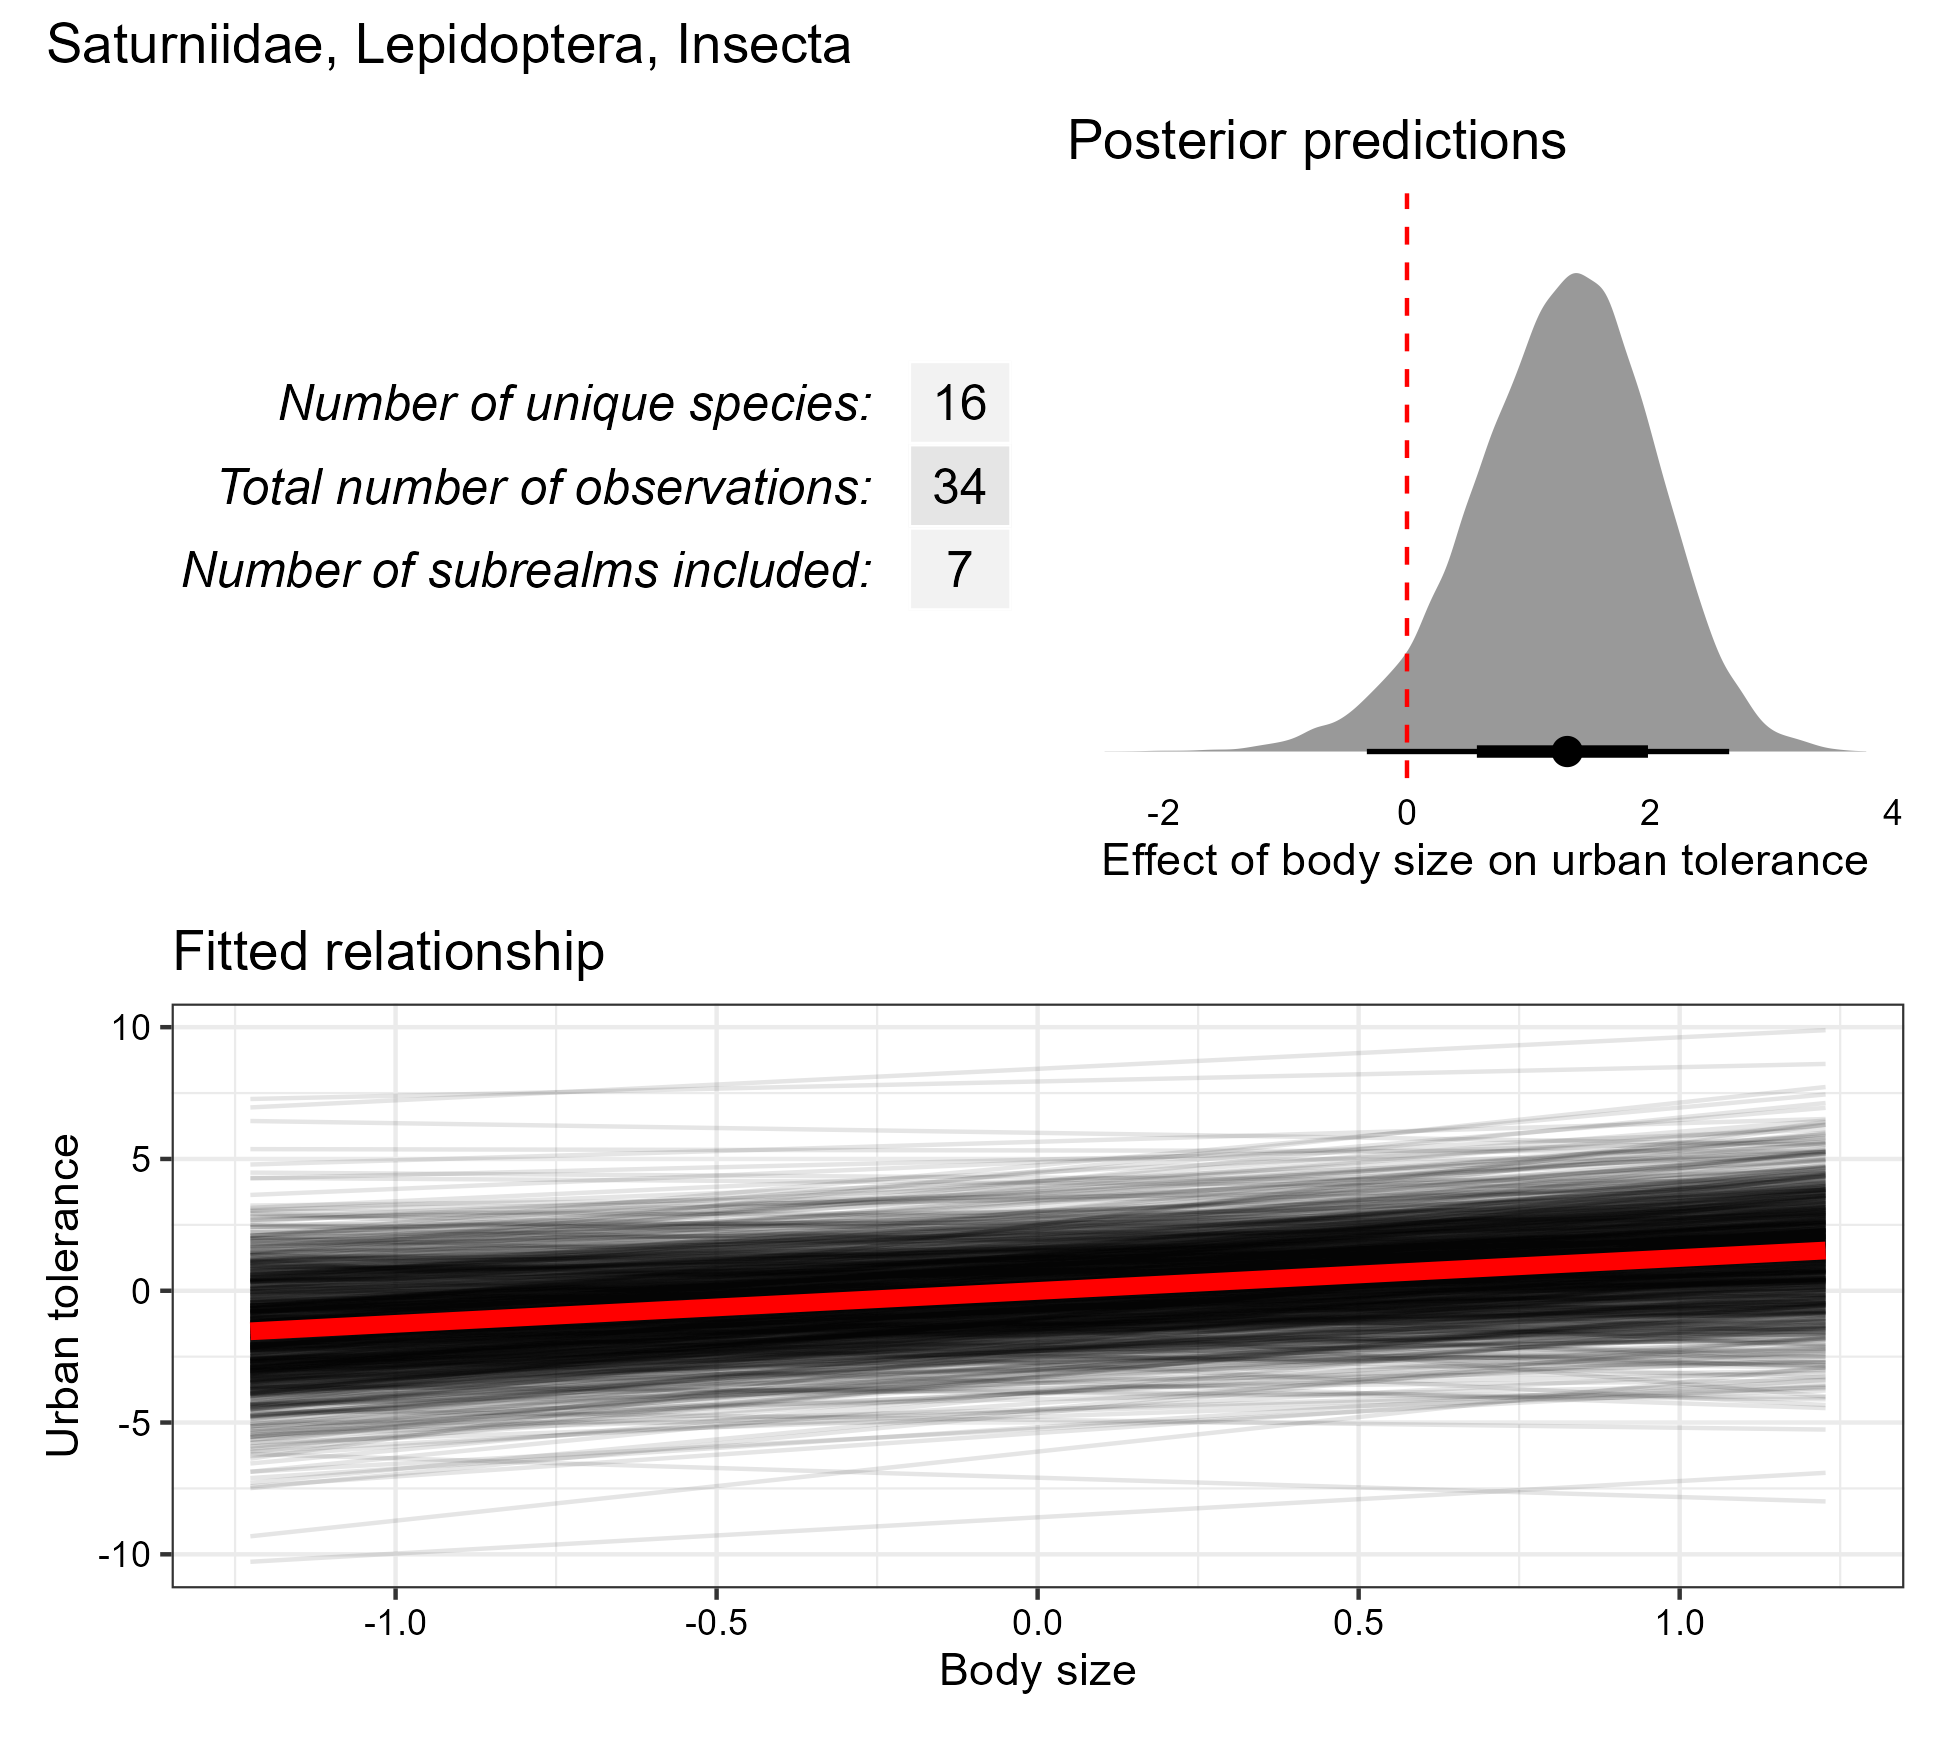 Saturniidae, Lepidoptera, Insecta
Posterior predictions
Number of unique species: 16
Total number of observations: 34
Number of subrealms included: 7
-2 0 2 4
Effect of body size on urban tolerance
Fitted relationship
10
5
0
-5
-10
Urban tolerance
-1.0 -0.5 0.0 0.5 1.0
Body size